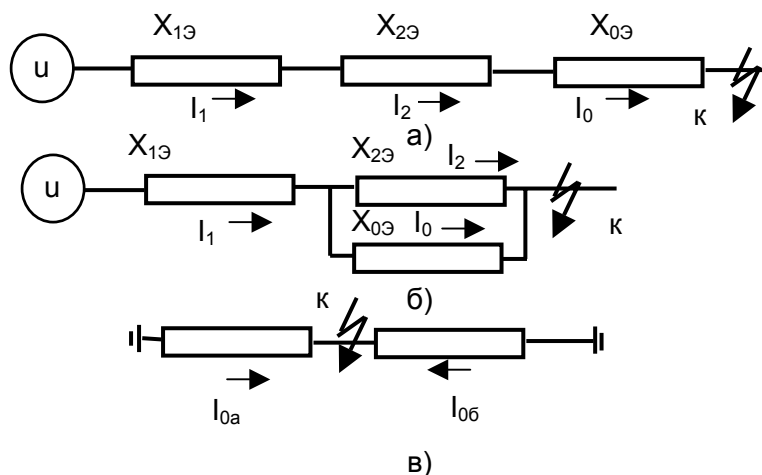 X1Э X2Э X0Э
u
I1 I2 I0 к
а)
X1Э X2Э I2
u
X0Э I0
I1 к
к б)
I0а I0б
в)